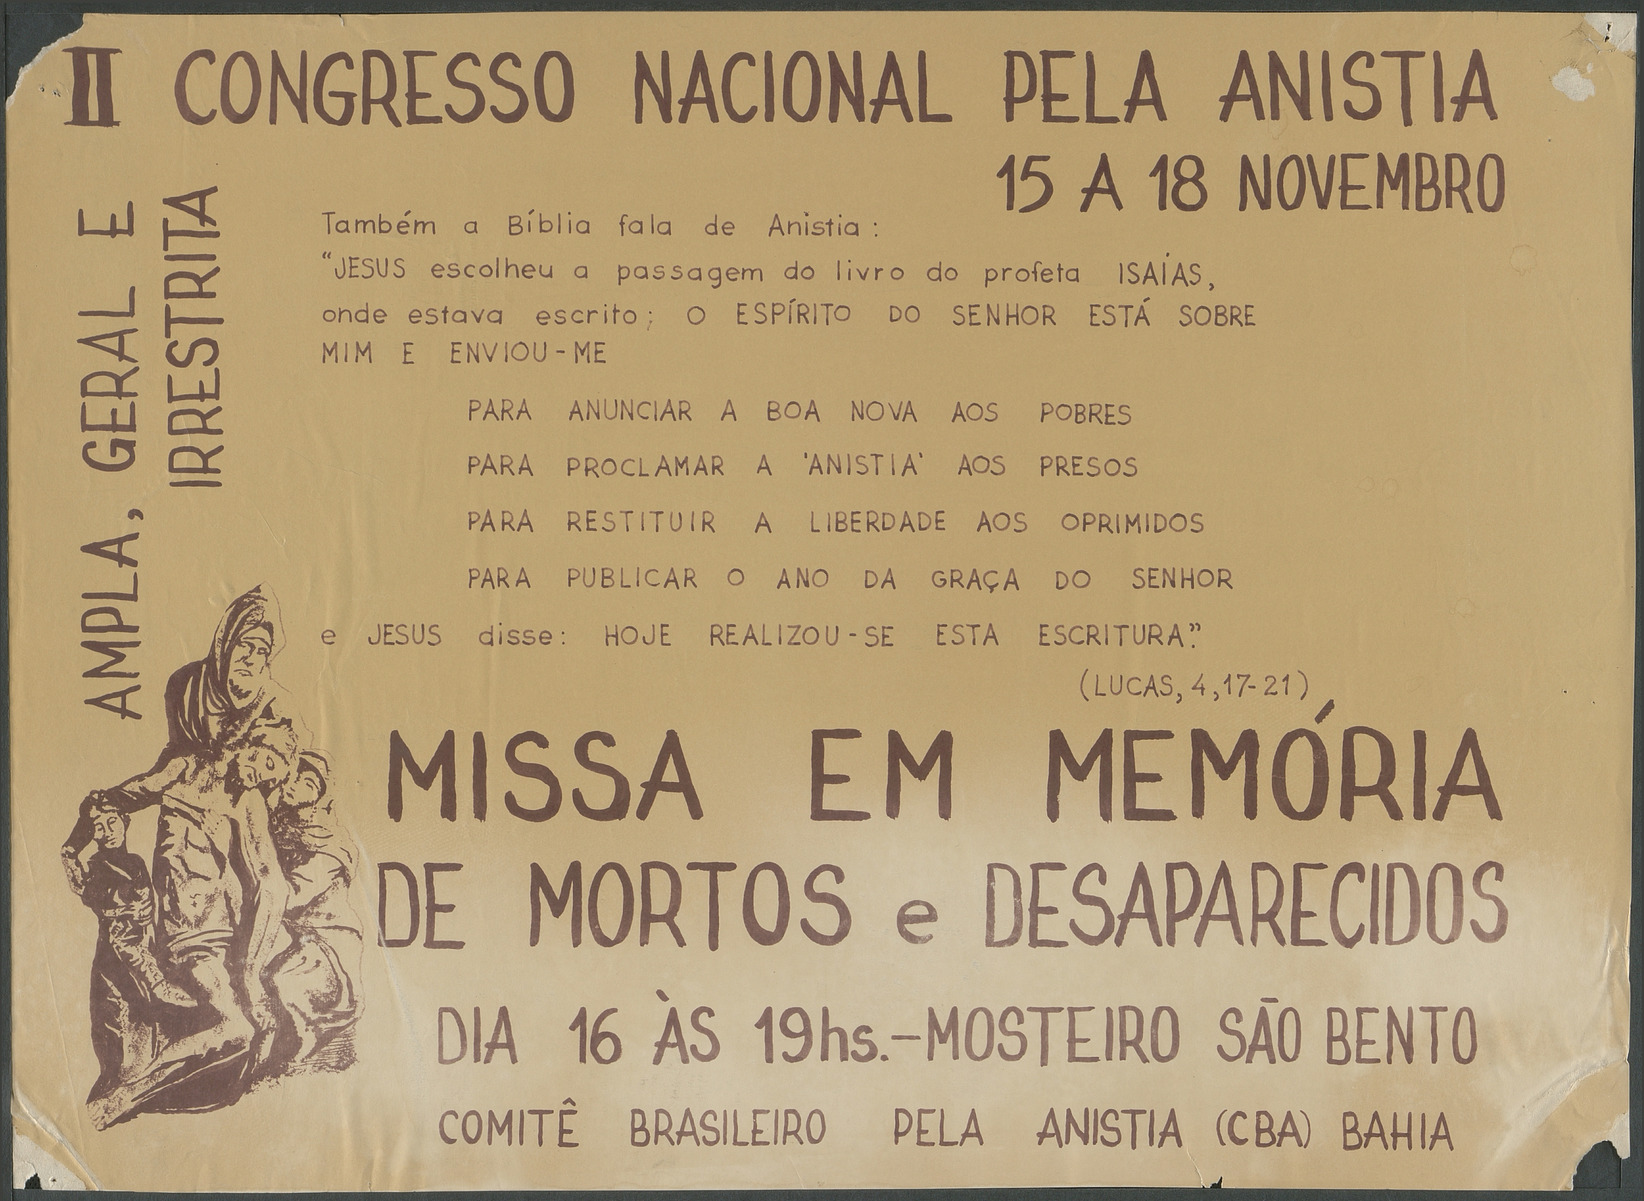 II CONGRESSO NACIONAL PELA ANISTIA
15 A 18 NOVEMBRO
AMPLA, GERAL E
IRRESTRITA
Também a Bíblia fala de Anistia:
"JESUS escolheu a passagem do livro do profeta ISAÍAS,
onde estava escrito; O ESPÍRITO DO SENHOR ESTÁ SOBRE
MIM E ENVIOU-ME
PARA ANUNCIAR A BOA NOVA AOS POBRES
PARA PROCLAMAR A 'ANISTIA' AOS PRESOS
PARA RESTITUIR A LIBERDADE AOS OPRIMIDOS
PARA PUBLICAR O ANO DA GRAÇA DO SENHOR
e JESUS disse: HOJE REALIZOU-SE ESTA ESCRITURA."
(LUCAS, 4,17-21)
MISSA EM MEMÓRIA
DE MORTOS e DESAPARECIDOS
DIA 16 ÀS 19hs.-MOSTEIRO SÃO BENTO
COMITÊ BRASILEIRO PELA ANISTIA (CBA) BAHIA